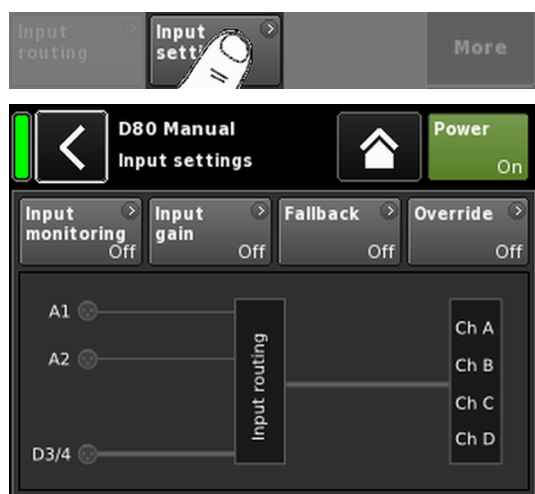 Input
routing
Input
More
D80 Manual
Input settings
Power
On
Input
monitoring
Off
Input
gain
Off
Fallback
Off
Override
Off
A1
A2
D3/4
Input routing
Ch A
Ch B
Ch C
Ch D